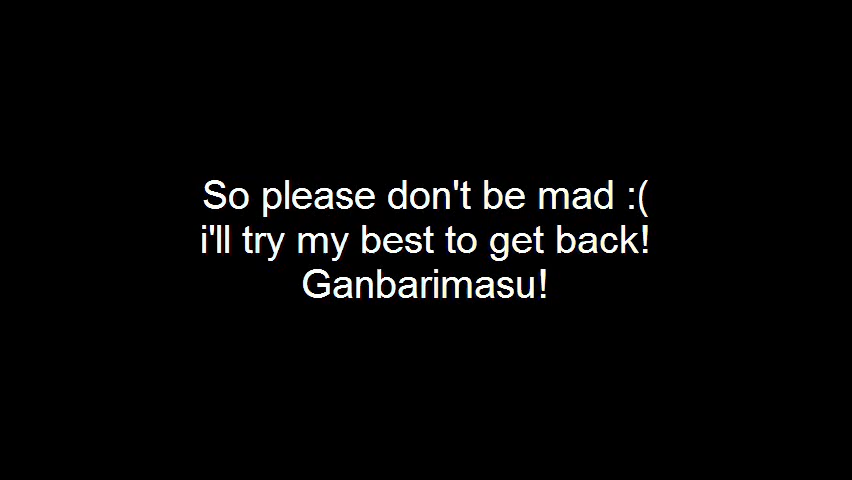 So please don't be mad :(
i'll try my best to get back!
Ganbarimasu!